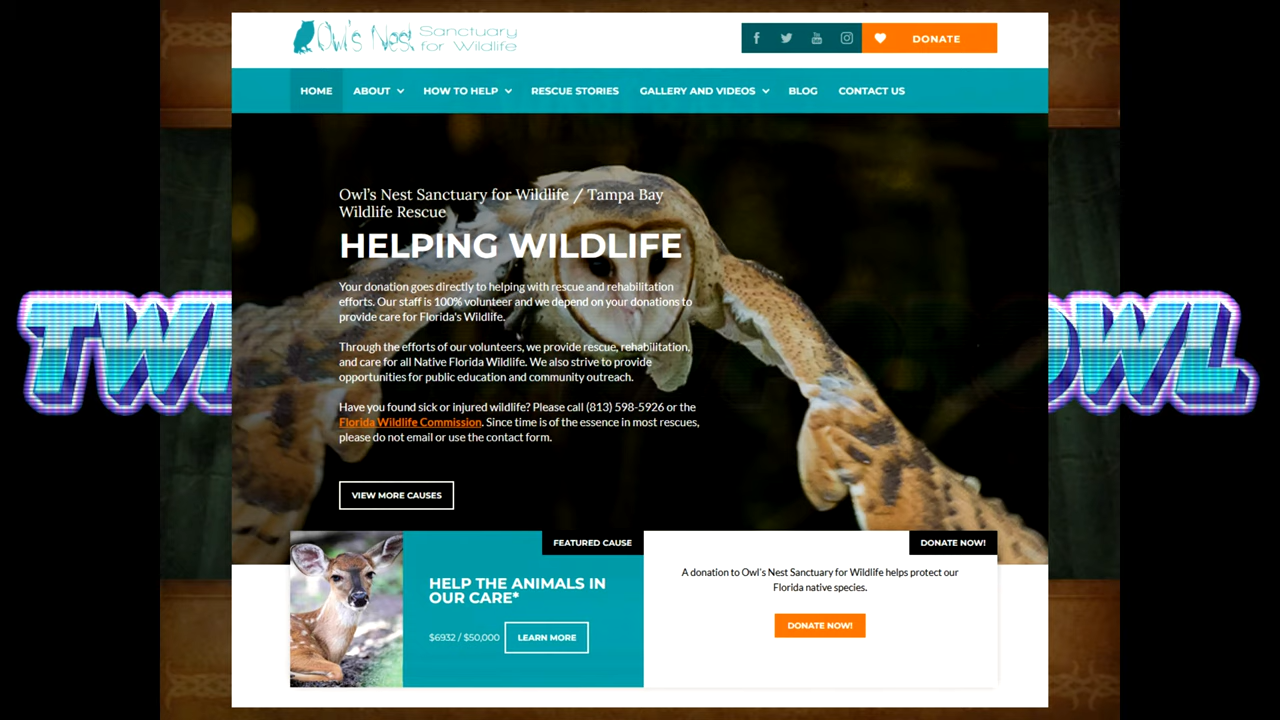 Owl's Nest Sanctuary
for Wildlife
You
Tube
DONATE
HOME ABOUT HOW TO HELP RESCUE STORIES GALLERY AND VIDEOS BLOG CONTACT US
Owl's Nest Sanctuary for Wildlife / Tampa Bay
Wildlife Rescue
HELPING WILDLIFE
Your donation goes directly to helping with rescue and rehabilitation
efforts. Our staff is 100% volunteer and we depend on your donations to
provide care for Florida's Wildlife.
Through the efforts of our volunteers, we provide rescue, rehabilitation,
and care for all Native Florida Wildlife. We also strive to provide
opportunities for public education and community outreach.
Have you found sick or injured wildlife? Please call (813) 598-5926 or the
Florida Wildlife Commission. Since time is of the essence in most rescues,
please do not email or use the contact form.
VIEW MORE CAUSES
FEATURED CAUSE
HELP THE ANIMALS IN
OUR CARE*
$6932 / $50,000 LEARN MORE
DONATE NOW!
A donation to Owl's Nest Sanctuary for Wildlife helps protect our
Florida native species.
DONATE NOW!